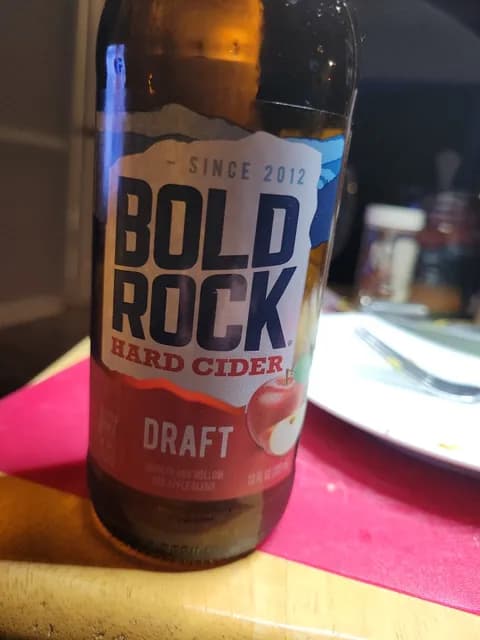 - SINCE 2012
BOLD
ROCK
HARD CIDER
DRAFT